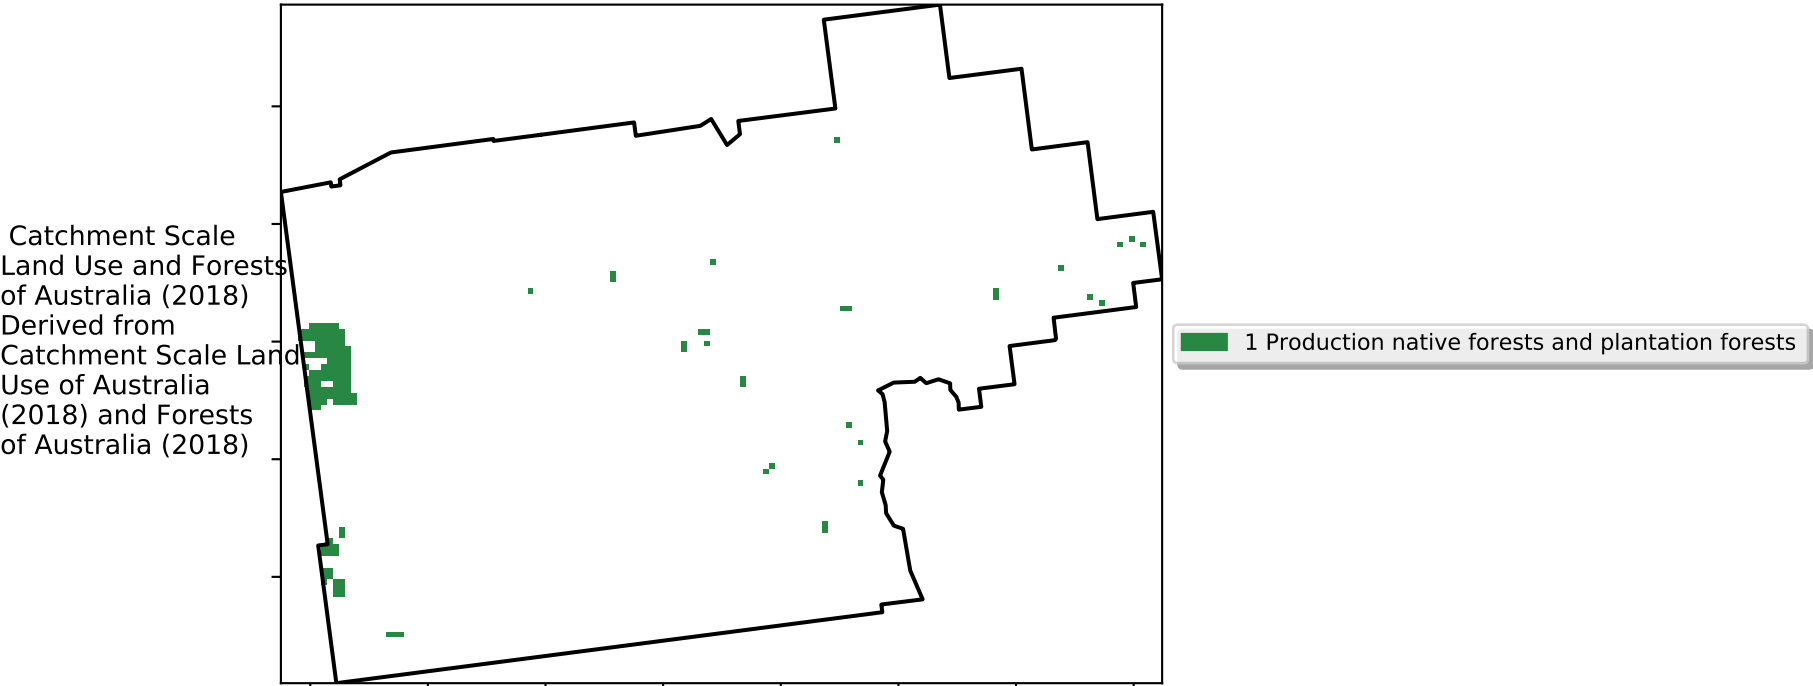 Catchment Scale
Land Use and Forests
of Australia (2018)
Derived from
Catchment Scale Land
Use of Australia
(2018) and Forests
of Australia (2018)
1 Production native forests and plantation forests